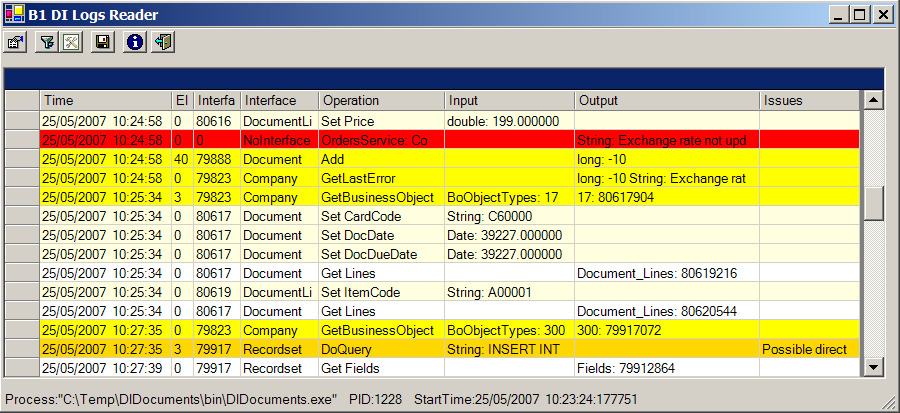 B1 DI Logs Reader
Time El Interfa Interface Operation Input Output Issues
25/05/2007 10:24:58 0 80616 DocumentLi Set Price double: 199.000000
25/05/2007 10:24:58 0 0 NoInterface OrdersService: Co String: Exchange rate not upd
25/05/2007 10:24:58 40 79888 Document Add long: -10
25/05/2007 10:24:58 0 79823 Company GetLastError long: -10 String: Exchange rat
25/05/2007 10:25:34 3 79823 Company GetBusinessObject BoObjectTypes: 17 17: 80617904
25/05/2007 10:25:34 0 80617 Document Set CardCode String: C60000
25/05/2007 10:25:34 0 80617 Document Set DocDate Date: 39227.000000
25/05/2007 10:25:34 0 80617 Document Set DocDueDate Date: 39227.000000
25/05/2007 10:25:34 0 80617 Document Get Lines Document_Lines: 80619216
25/05/2007 10:25:34 0 80619 DocumentLi Set ItemCode String: A00001
25/05/2007 10:25:34 0 80617 Document Get Lines Document_Lines: 80620544
25/05/2007 10:27:35 0 79823 Company GetBusinessObject BoObjectTypes: 300 300: 79917072
25/05/2007 10:27:35 3 79917 Recordset DoQuery String: INSERT INT Possible direct
25/05/2007 10:27:39 0 79917 Recordset Get Fields Fields: 79912864
Process:"C:\Temp\DIDocuments\bin\DIDocuments.exe" PID:1228 StartTime:25/05/2007 10:23:24:177751